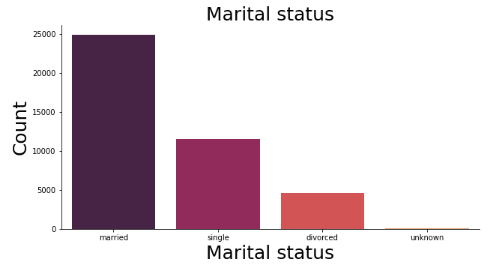 Marital status
25000
20000
15000
10000
5000
0
Count
married single divorced unknown
Marital status